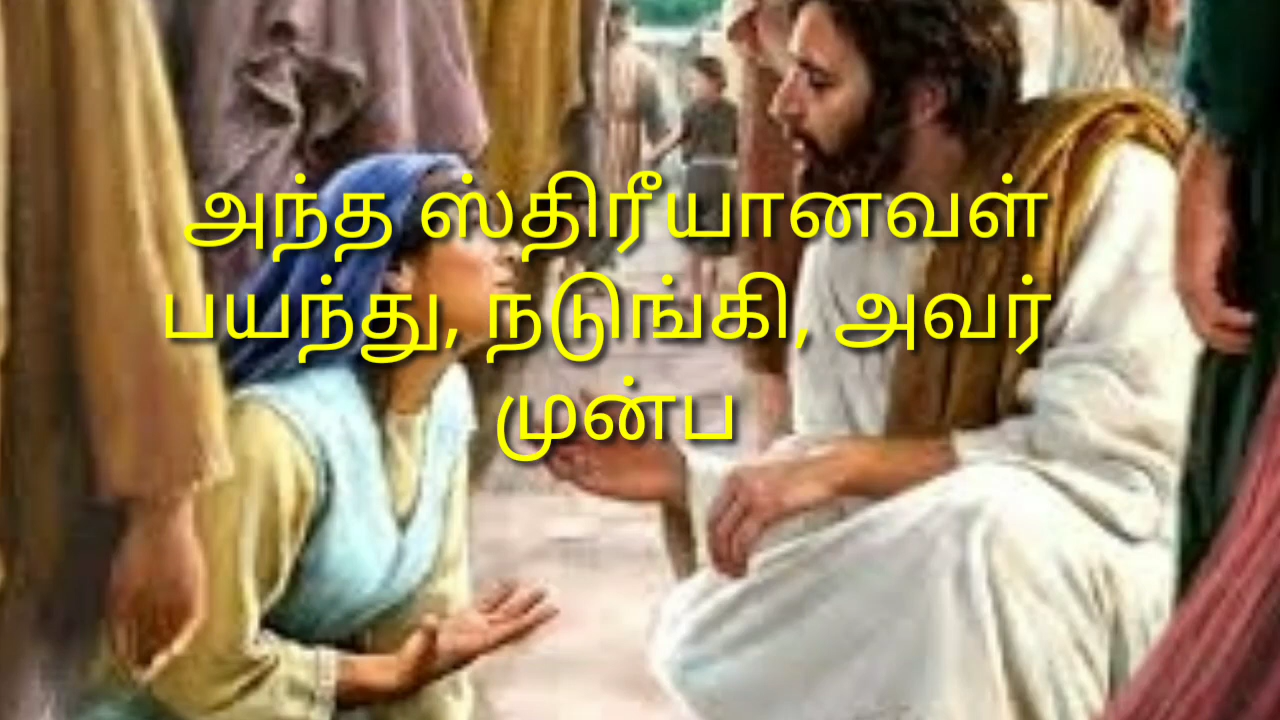 அந்த ஸ்திரீயானவள்
பயந்து, நடுங்கி, அவர்
முன்ப